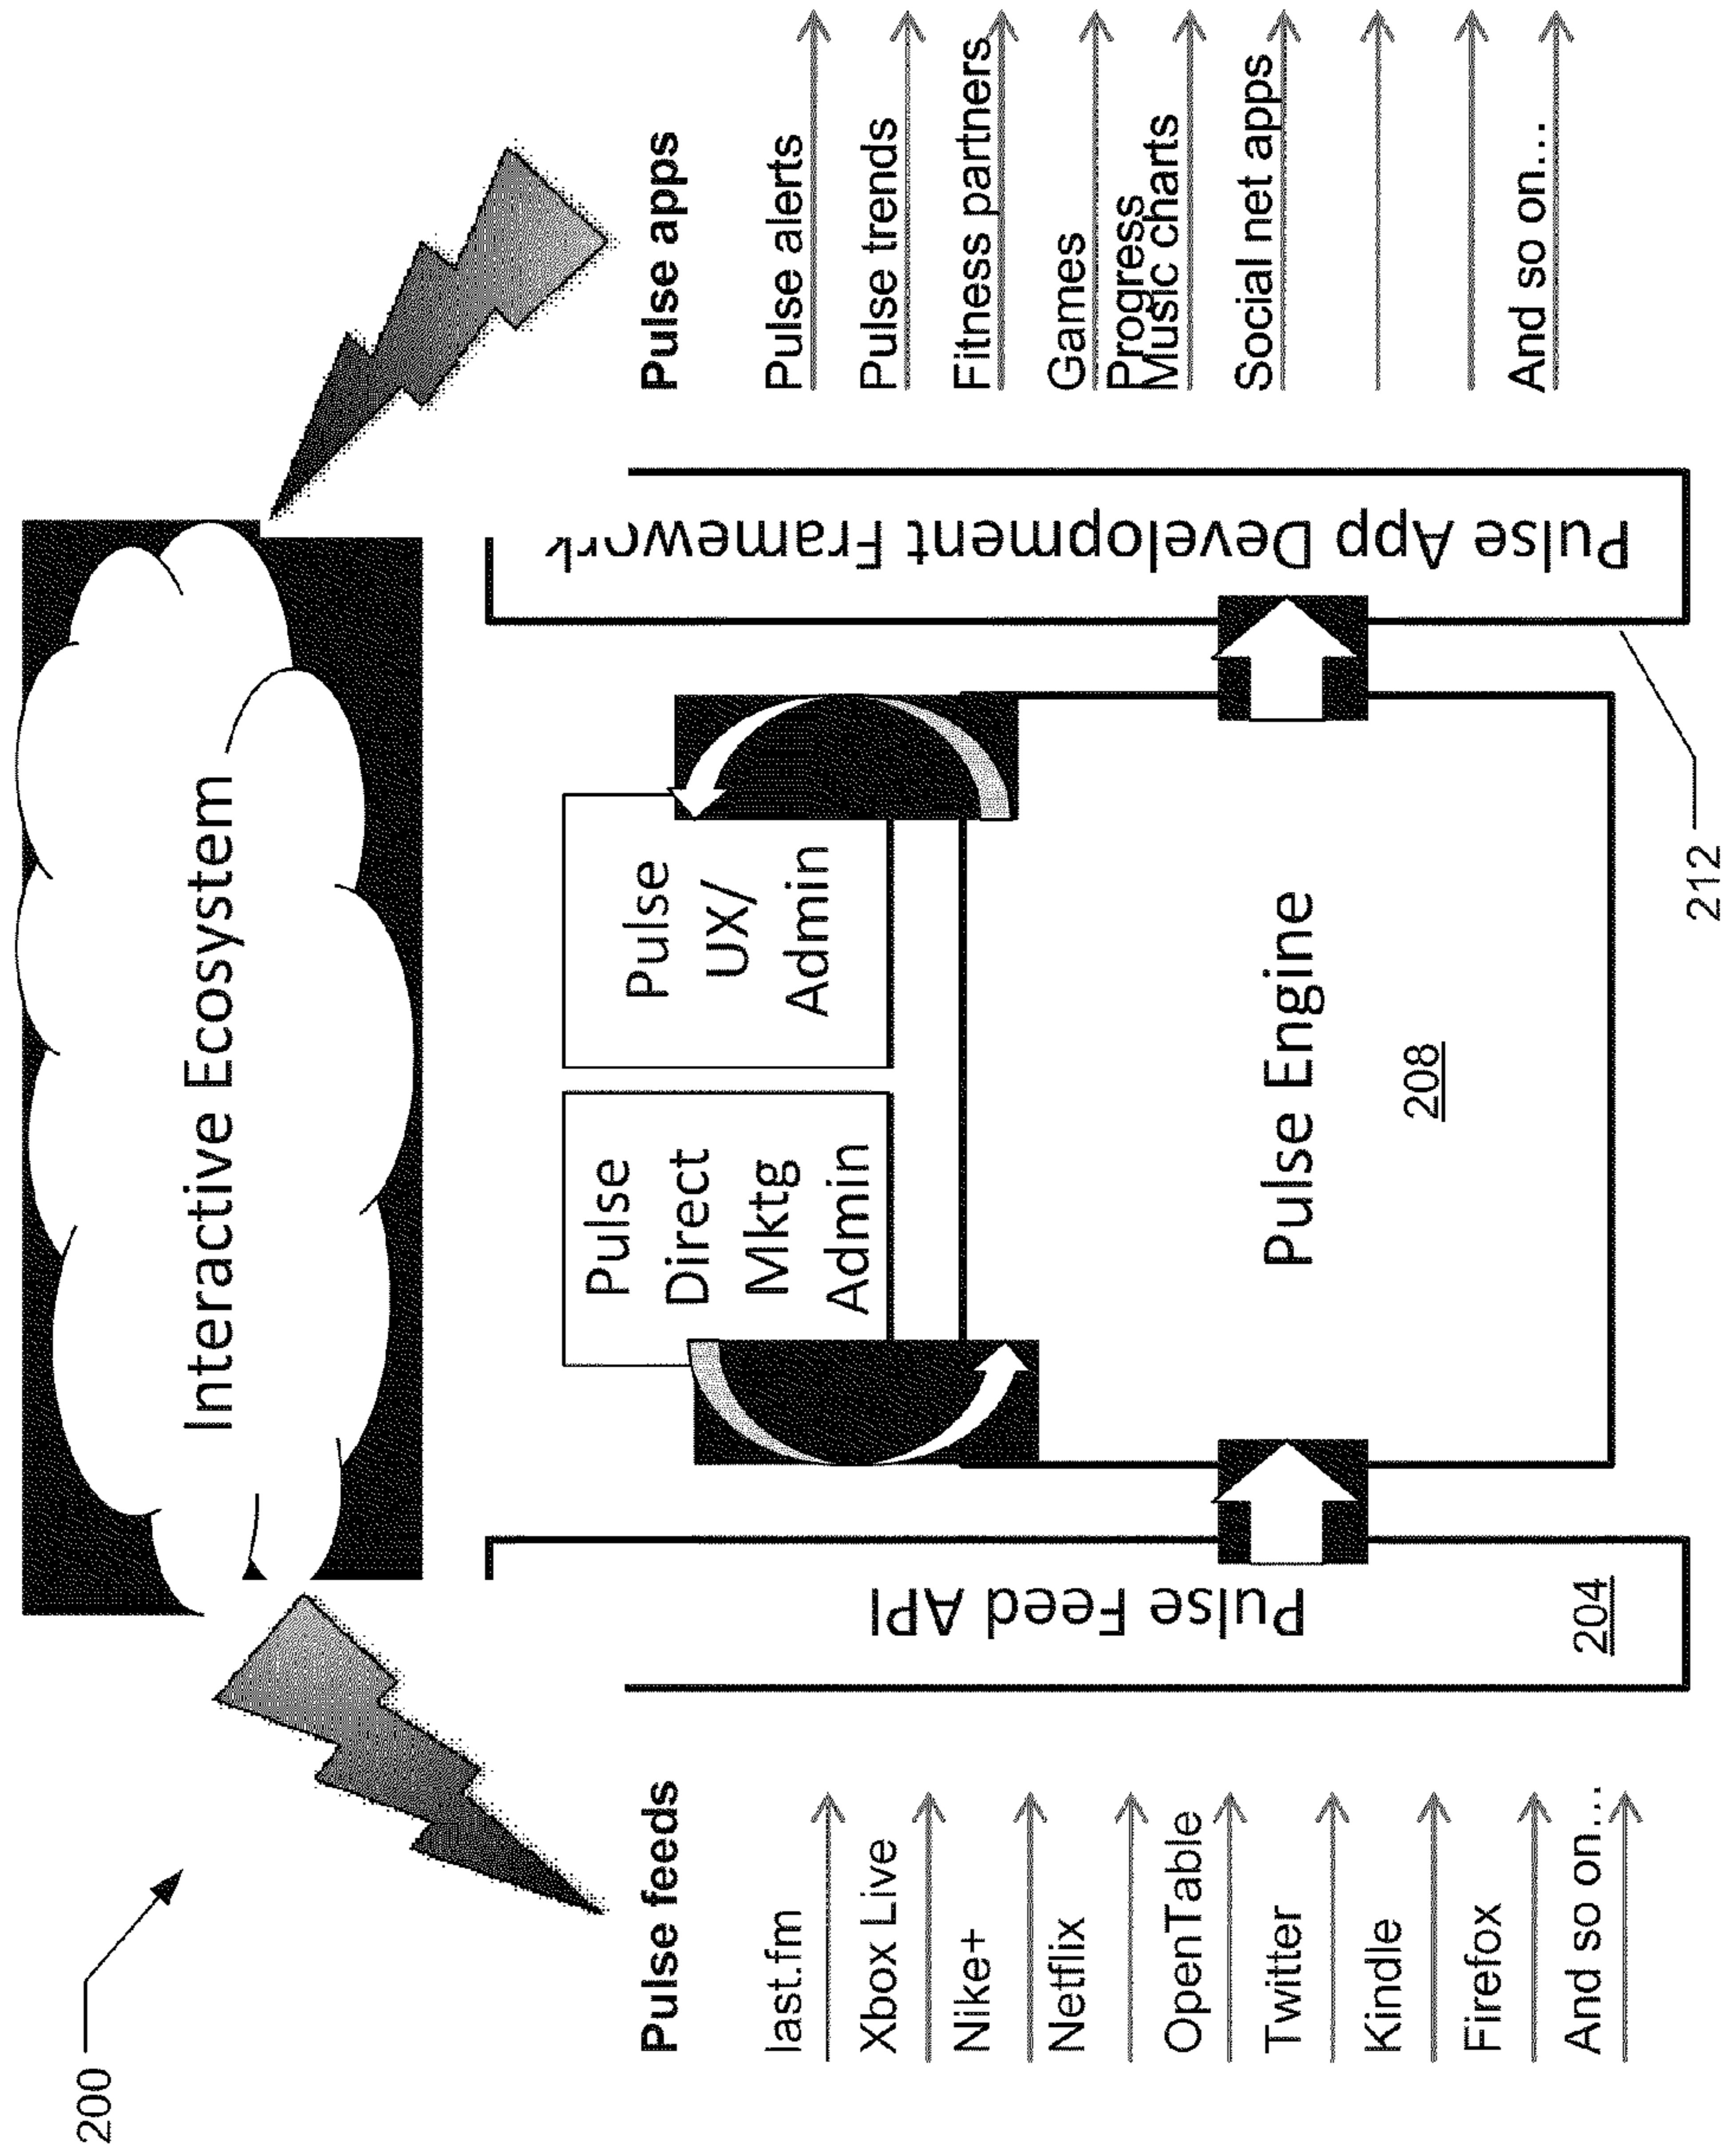 200
Interactive Ecosystem
Pulse feeds
last.fm
Xbox Live
Nike+
Netflix
OpenTable
Twitter
Kindle
Firefox
And so on...
Pulse Feed API
204
Pulse
Direct
Mktg
Admin
Pulse
UX/
Admin
Pulse Engine
208
Pulse App Development Framework
212
Pulse apps
Pulse alerts
Pulse trends
Fitness partners
Games
Progress
Music charts
Social net apps
And so on...